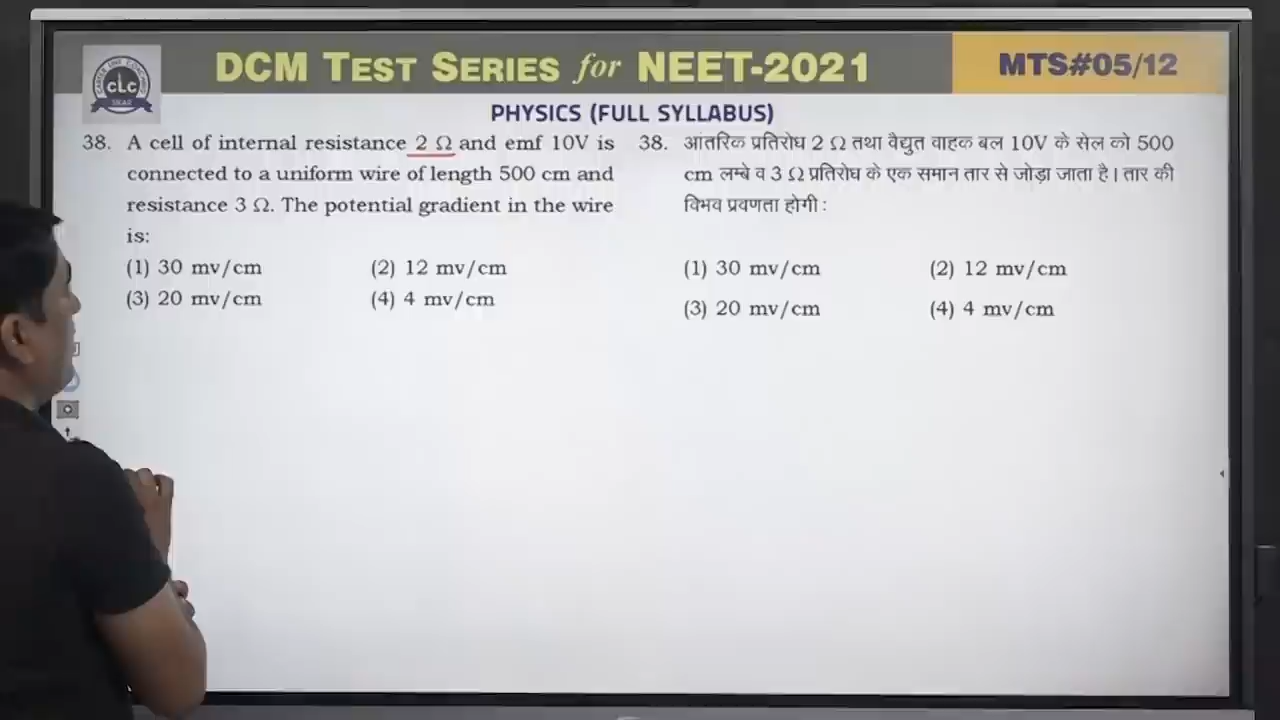 DCM TEST SERIES for NEET-2021
MTS#05/12
CLC
SIKAR
PHYSICS (FULL SYLLABUS)
38. A cell of internal resistance 2 Ω and emf 10V is
connected to a uniform wire of length 500 cm and
resistance 3 Ω. The potential gradient in the wire
is:
(1) 30 mv/cm (2) 12 mv/cm
(3) 20 mv/cm (4) 4 mv/cm
38. आंतरिक प्रतिरोध 2 Ω तथा वैद्युत वाहक बल 10V के सेल को 500
cm लम्बे व 3 Ω प्रतिरोध के एक समान तार से जोड़ा जाता है। तार की
विभव प्रवणता होगी :
(1) 30 mv/cm (2) 12 mv/cm
(3) 20 mv/cm (4) 4 mv/cm